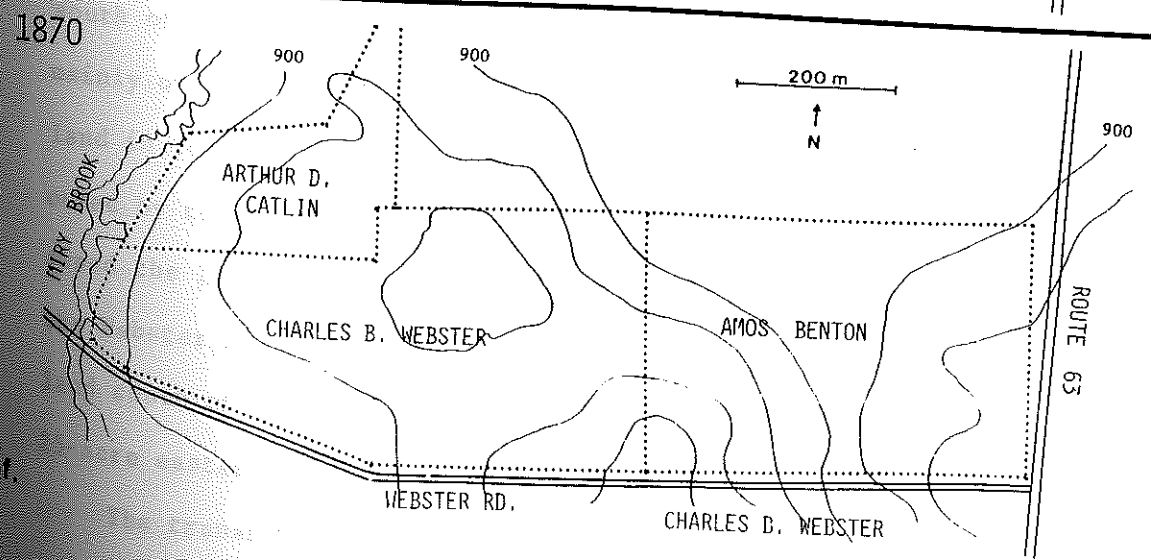 1870
900
900
200 m
N
900
MIRY BROOK
ARTHUR D.
CATLIN
CHARLES B. WEBSTER
AMOS BENTON
ROUTE 63
WEBSTER RD.
CHARLES D. WEBSTER